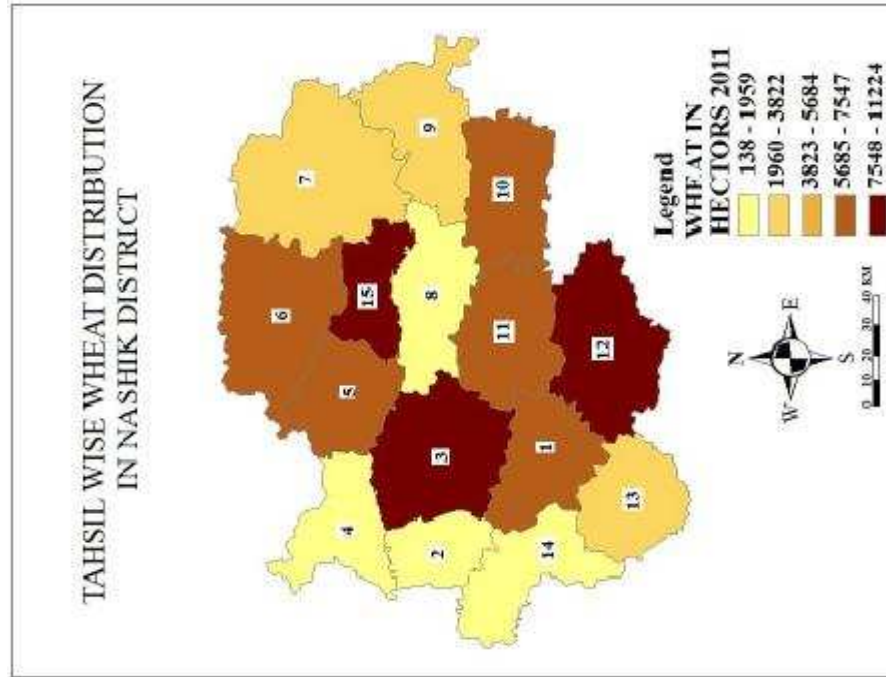 TAHSIL WISE WHEAT DISTRIBUTION
IN NASHIK DISTRICT
7
9
6
15
10
8
5
11
12
3
1
4
2
14
13
Legend
WHEAT IN
HECTORS 2011
138 - 1959
1960 - 3822
3823 - 5684
5685 - 7547
7548 - 11224
N
W E
S
0 10 20 30 40 KM